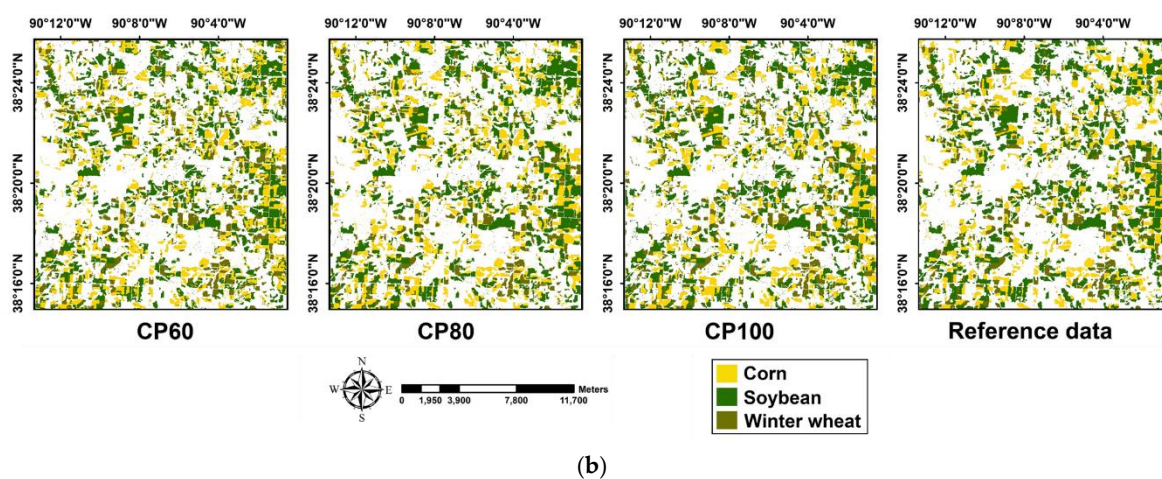 90°12'0"W 90°8'0"W 90°4'0"W 90°12'0"W 90°8'0"W 90°4'0"W 90°12'0"W 90°8'0"W 90°4'0"W 90°12'0"W 90°8'0"W 90°4'0"W
38°24'0"N 38°24'0"N 38°24'0"N 38°24'0"N
38°20'0"N 38°20'0"N 38°20'0"N 38°20'0"N
38°16'0"N 38°16'0"N 38°16'0"N 38°16'0"N
CP60 CP80 CP100 Reference data
N
W E
S
Meters
0 1,950 3,900 7,800 11,700
Corn
Soybean
Winter wheat
(b)